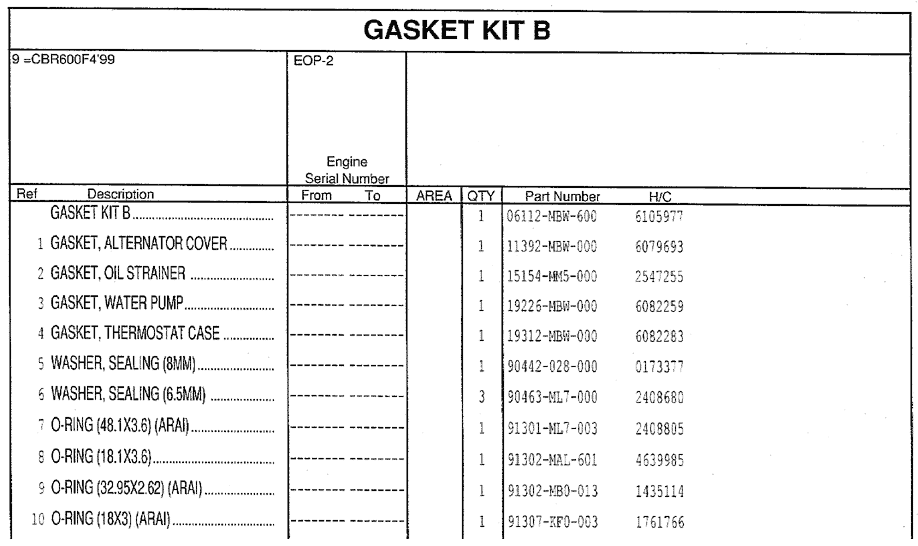 GASKET KIT B
9 =CBR600F4'99 EOP-2
Engine
Serial Number
Ref Description From To AREA QTY Part Number H/C
GASKET KIT B 1 06112-MBW-600 6105977
1 GASKET, ALTERNATOR COVER 1 11392-MBW-000 6079693
2 GASKET, OIL STRAINER 1 15154-MM5-000 2547255
3 GASKET, WATER PUMP 1 19226-MBW-000 6082259
4 GASKET, THERMOSTAT CASE 1 19312-MBW-000 6082283
5 WASHER, SEALING (8MM) 1 90442-028-000 0173377
6 WASHER, SEALING (6.5MM) 3 90463-ML7-000 2408680
7 O-RING (48.1X3.6) (ARAI) 1 91301-ML7-003 2408805
8 O-RING (18.1X3.6) 1 91302-MAL-601 4639985
9 O-RING (32.95X2.62) (ARAI) 1 91302-MB0-013 1435114
10 O-RING (18X3) (ARAI) 1 91307-KF0-003 1761766